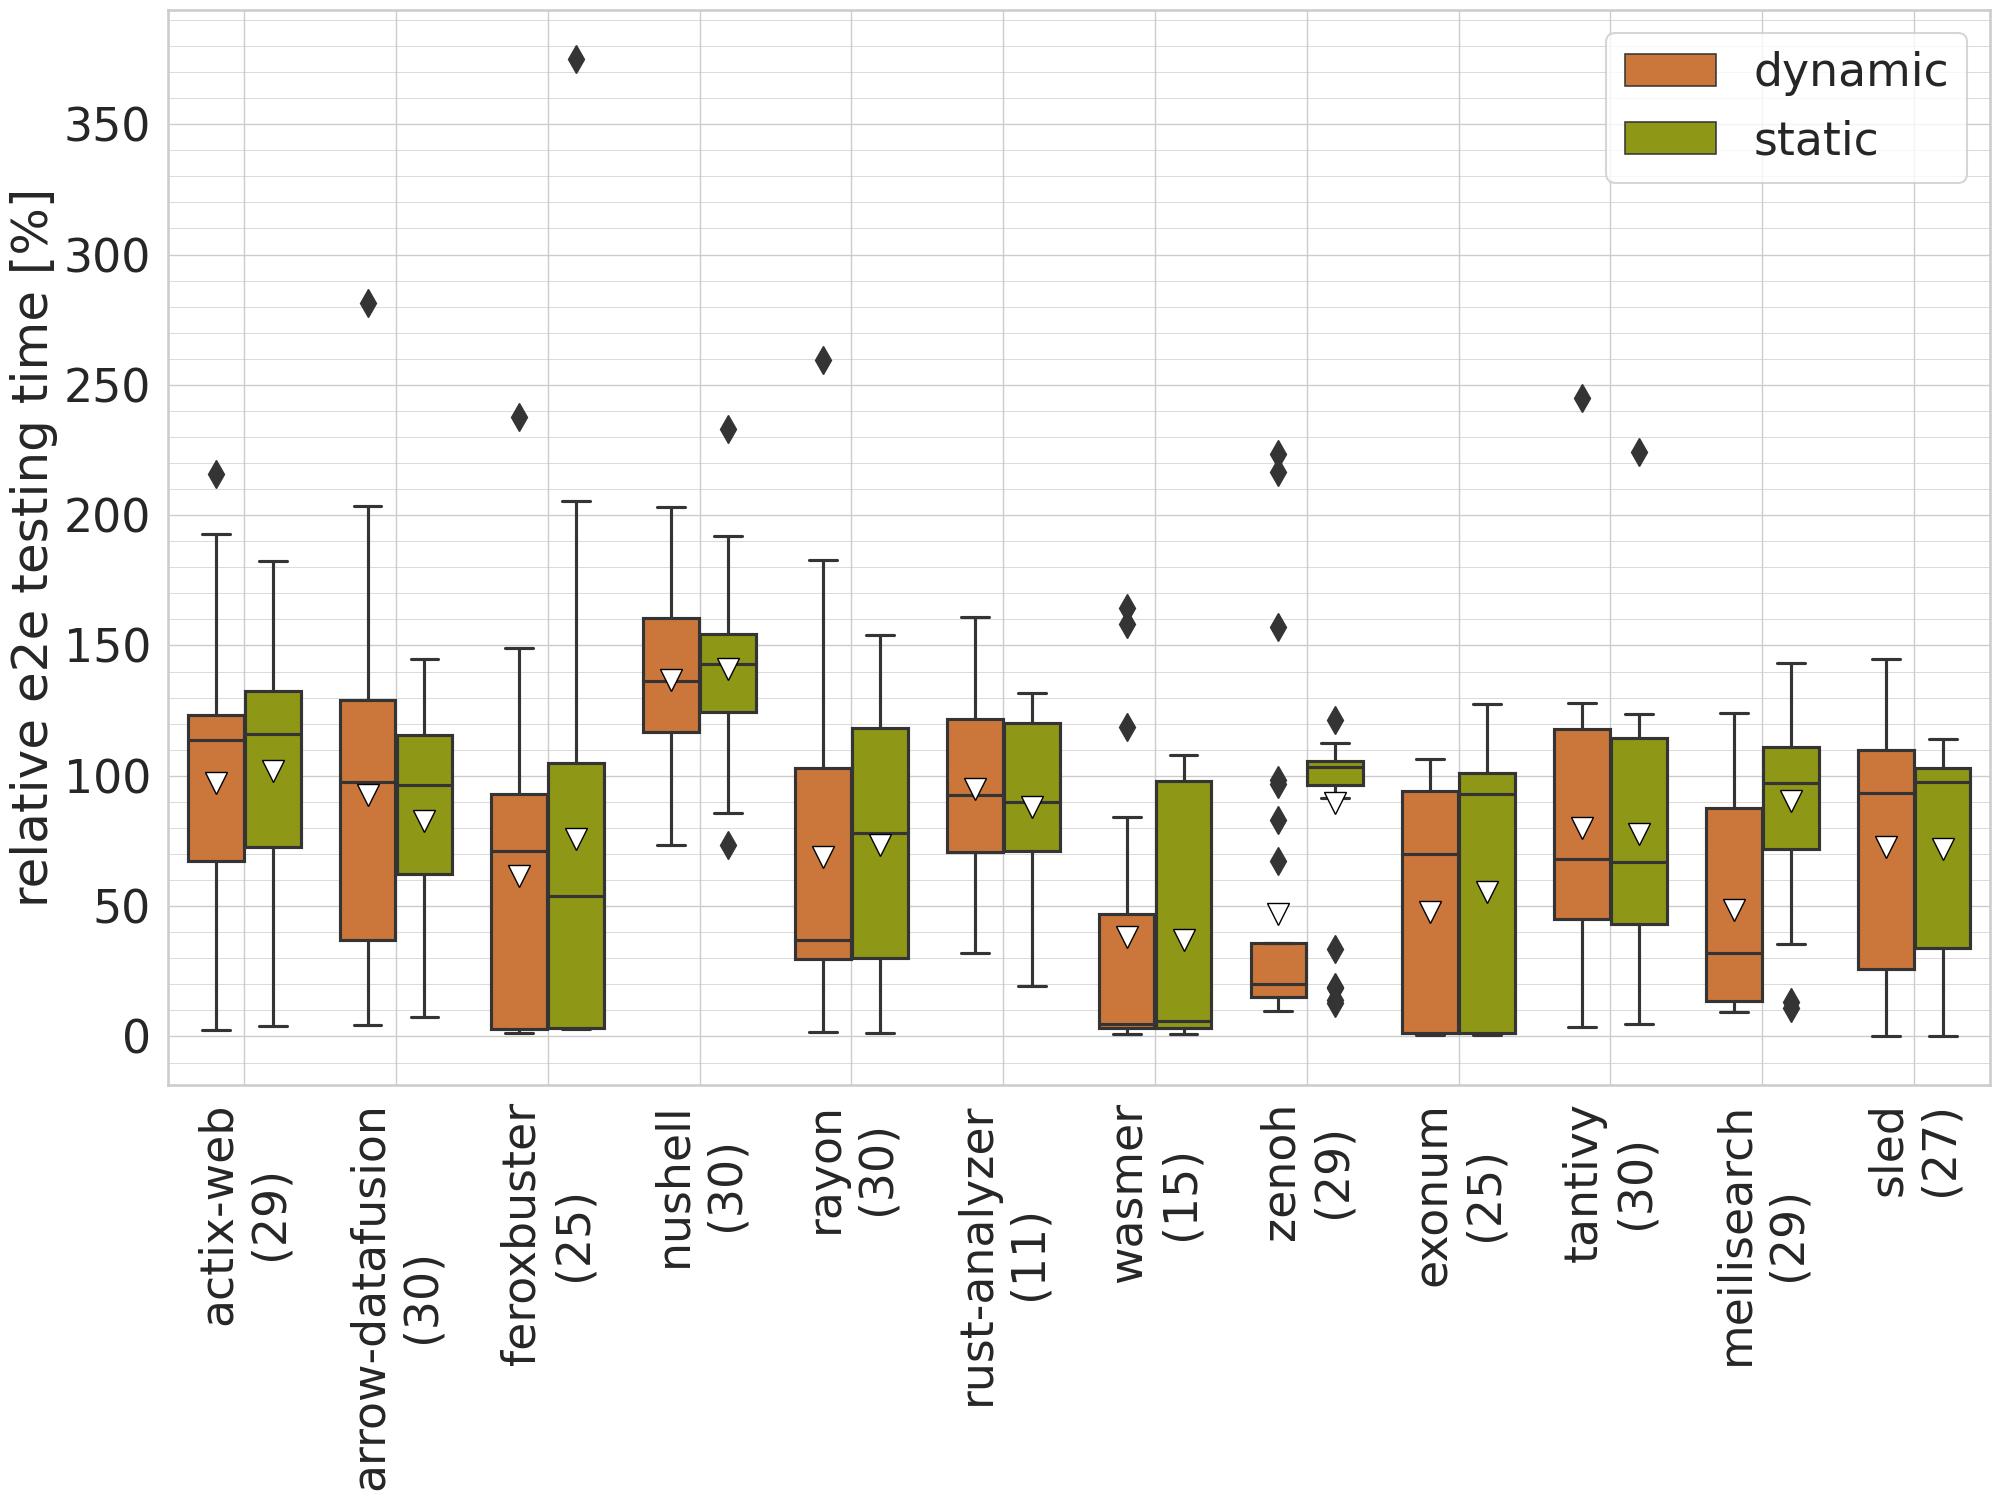 relative e2e testing time [%]
350
300
250
200
150
100
50
0
dynamic
static
actix-web
(29)
arrow-datafusion
(30)
feroxbuster
(25)
nushell
(30)
rayon
(30)
rust-analyzer
(11)
wasmer
(15)
zenoh
(29)
exonum
(25)
tantivy
(30)
meilisearch
(29)
sled
(27)